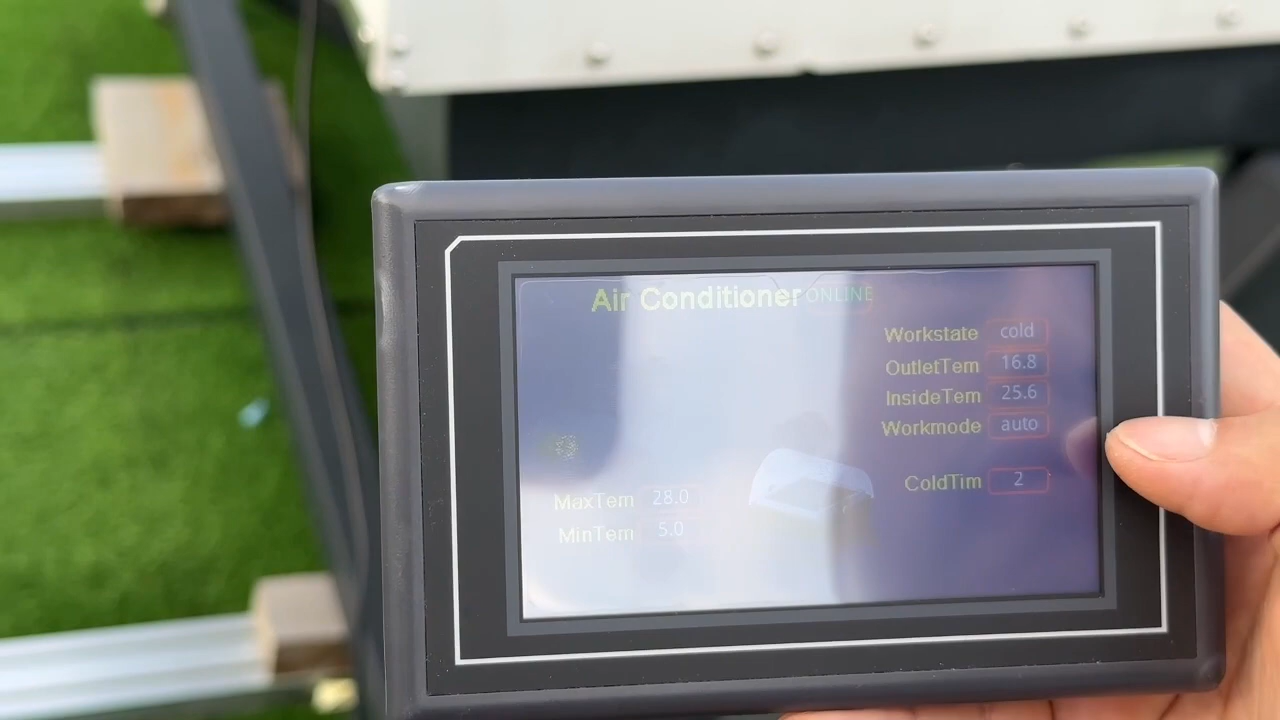 Air Conditioner ONLINE
Workstate cold
OutletTem 16.8
InsideTem 25.6
Workmode auto
ColdTim 2
MaxTem 28.0
MinTem 5.0